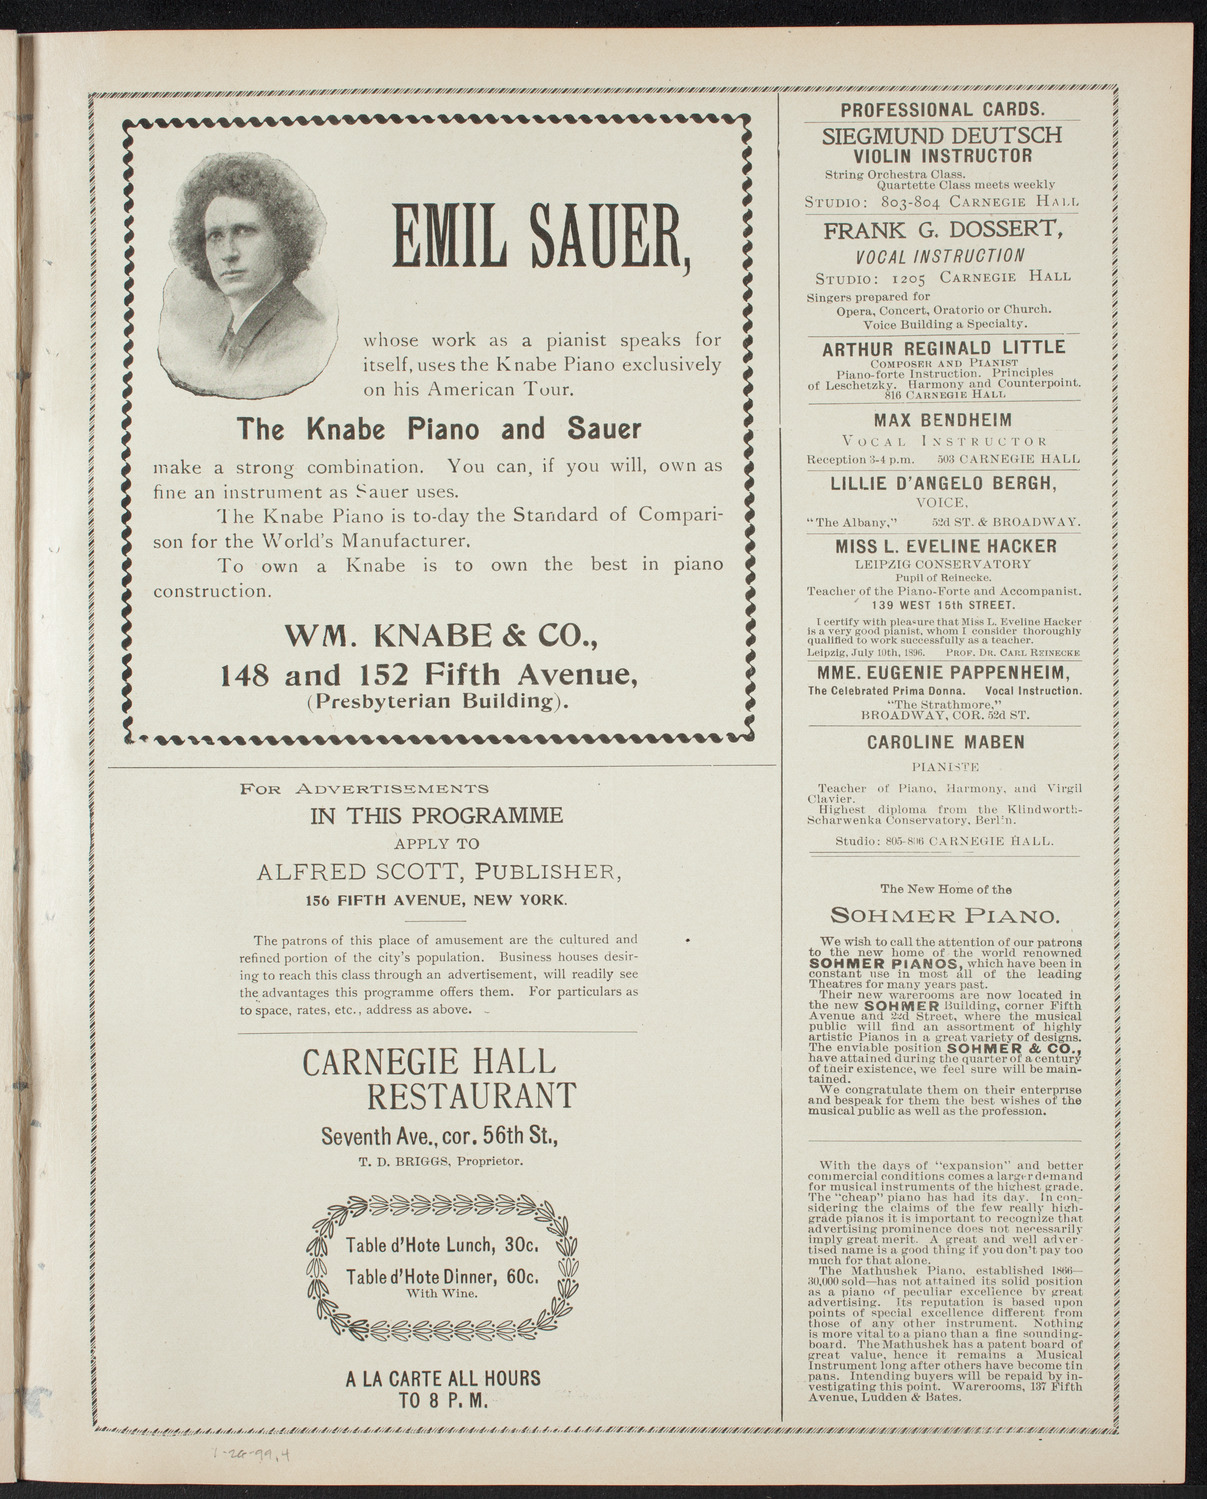 EMIL SAUER,
whose work as a pianist speaks for
itself, uses the Knabe Piano exclusively
on his American Tour.
The Knabe Piano and Sauer
make a strong combination. You can, if you will, own as
fine an instrument as Sauer uses.
The Knabe Piano is to-day the Standard of Compari-
son for the World's Manufacturer.
To own a Knabe is to own the best in piano
construction.
WM. KNABE & CO.,
148 and 152 Fifth Avenue,
(Presbyterian Building).
FOR ADVERTISEMENTS
IN THIS PROGRAMME
APPLY TO
ALFRED SCOTT, PUBLISHER,
156 FIFTH AVENUE, NEW YORK.
The patrons of this place of amusement are the cultured and
refined portion of the city's population. Business houses desir-
ing to reach this class through an advertisement, will readily see
the advantages this programme offers them. For particulars as
to space, rates, etc., address as above.
CARNEGIE HALL
RESTAURANT
Seventh Ave., cor. 56th St.,
T. D. BRIGGS, Proprietor.
Table d'Hote Lunch, 30c.
Table d'Hote Dinner, 60c.
With Wine.
A LA CARTE ALL HOURS
TO 8 P. M.
PROFESSIONAL CARDS.
SIEGMUND DEUTSCH
VIOLIN INSTRUCTOR
String Orchestra Class.
Quartette Class meets weekly
STUDIO: 803-804 CARNEGIE HALL
FRANK G. DOSSERT,
VOCAL INSTRUCTION
STUDIO: 1205 CARNEGIE HALL
Singers prepared for
Opera, Concert, Oratorio or Church.
Voice Building a Specialty.
ARTHUR REGINALD LITTLE
COMPOSER AND PIANIST
Piano-forte Instruction. Principles
of Leschetzky. Harmony and Counterpoint.
816 CARNEGIE HALL
MAX BENDHEIM
VOCAL INSTRUCTOR
Reception 3-4 p.m. 503 CARNEGIE HALL
LILLIE D'ANGELO BERGH,
VOICE,
"The Albany," 52d ST. & BROADWAY.
MISS L. EVELINE HACKER
LEIPZIG CONSERVATORY
Pupil of Reinecke.
Teacher of the Piano-Forte and Accompanist.
139 WEST 15th STREET.
I certify with pleasure that Miss L. Eveline Hacker
is a very good pianist, whom I consider thoroughly
qualified to work successfully as a teacher.
Leipzig, July 10th, 1896. PROF. DR. CARL REINECKE
MME. EUGENIE PAPPENHEIM,
The Celebrated Prima Donna. Vocal Instruction.
"The Strathmore,"
BROADWAY, COR. 52d ST.
CAROLINE MABEN
PIANISTE
Teacher of Piano, Harmony, and Virgil
Clavier.
Highest diploma from the Klindworth-
Scharwenka Conservatory, Berlin.
Studio: 805-806 CARNEGIE HALL.
The New Home of the
SOHMER PIANO.
We wish to call the attention of our patrons
to the new home of the world renowned
SOHMER PIANOS, which have been in
constant use in most all of the leading
Theatres for many years past.
Their new warerooms are now located in
the new SOHMER Building, corner Fifth
Avenue and 22d Street, where the musical
public will find an assortment of highly
artistic Pianos in a great variety of designs.
The enviable position SOHMER & CO.,
have attained during the quarter of a century
of their existence, we feel sure will be main-
tained.
We congratulate them on their enterprise
and bespeak for them the best wishes of the
musical public as well as the profession.
With the days of "expansion" and better
commercial conditions comes a larger demand
for musical instruments of the highest grade.
The "cheap" piano has had its day. In con-
sidering the claims of the few really high-
grade pianos it is important to recognize that
advertising prominence does not necessarily
imply great merit. A great and well adver-
tised name is a good thing if you don't pay too
much for that alone.
The Mathushek Piano, established 1866—
30,000 sold—has not attained its solid position
as a piano of peculiar excellence by great
advertising. Its reputation is based upon
points of special excellence different from
those of any other instrument. Nothing
is more vital to a piano than a fine sounding-
board. The Mathushek has a patent board of
great value, hence it remains a Musical
Instrument long after others have become tin
pans. Intending buyers will be repaid by in-
vestigating this point. Warerooms, 137 Fifth
Avenue, Ludden & Bates.
1-26-99,4